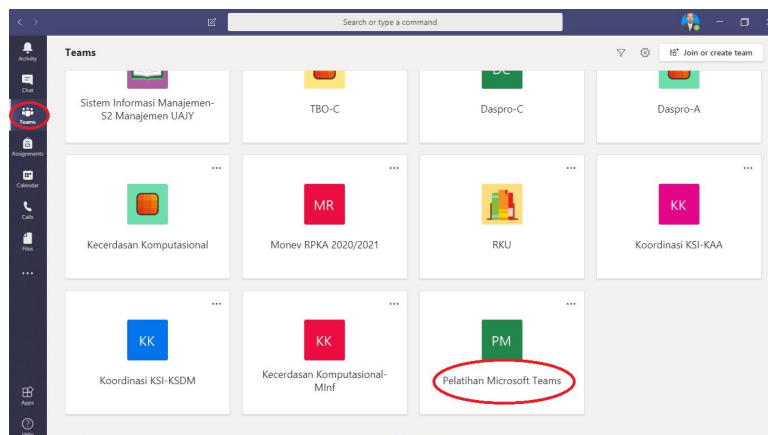 Search or type a command
Activity
Chat
Teams
Assignments
Calendar
Calls
Files
Apps
Help
Teams
Join or create team
Sistem Informasi Manajemen-
S2 Manajemen UAJY
TBO-C
DC
Daspro-C
Daspro-A
Kecerdasan Komputasional
MR
Monev RPKA 2020/2021
RKU
KK
Koordinasi KSI-KAA
KK
Koordinasi KSI-KSDM
KK
Kecerdasan Komputasional-
MInf
PM
Pelatihan Microsoft Teams